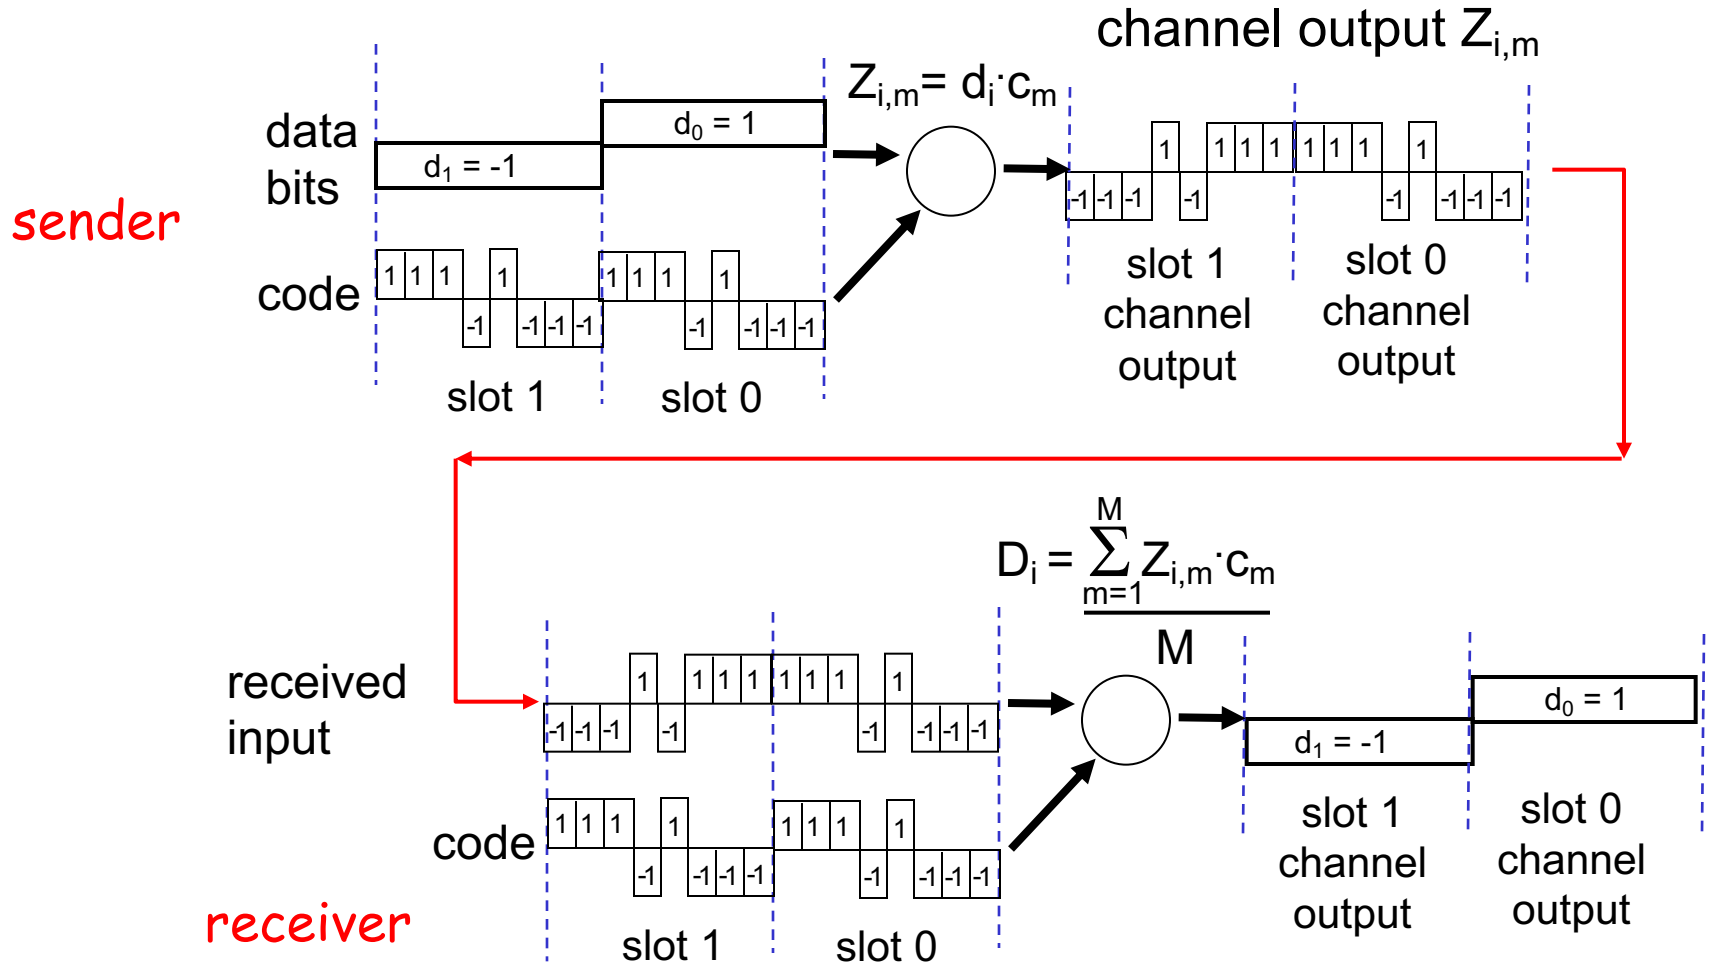 channel output Z_i,m
Z_i,m = d_i·c_m
data bits
d_1 = -1
d_0 = 1
sender
code
1 1 1 -1 1 -1 -1 -1
1 1 1 -1 1 -1 -1 -1
slot 1
slot 0
-1 -1 -1 1 -1 1 1 1
1 1 1 -1 1 -1 -1 -1
slot 1 channel output
slot 0 channel output
D_i = Σ Z_i,m·c_m
M
m=1
M
received input
-1 -1 -1 1 -1 1 1 1
1 1 1 -1 1 -1 -1 -1
code
1 1 1 -1 1 -1 -1 -1
1 1 1 -1 1 -1 -1 -1
receiver
slot 1
slot 0
d_1 = -1
d_0 = 1
slot 1 channel output
slot 0 channel output